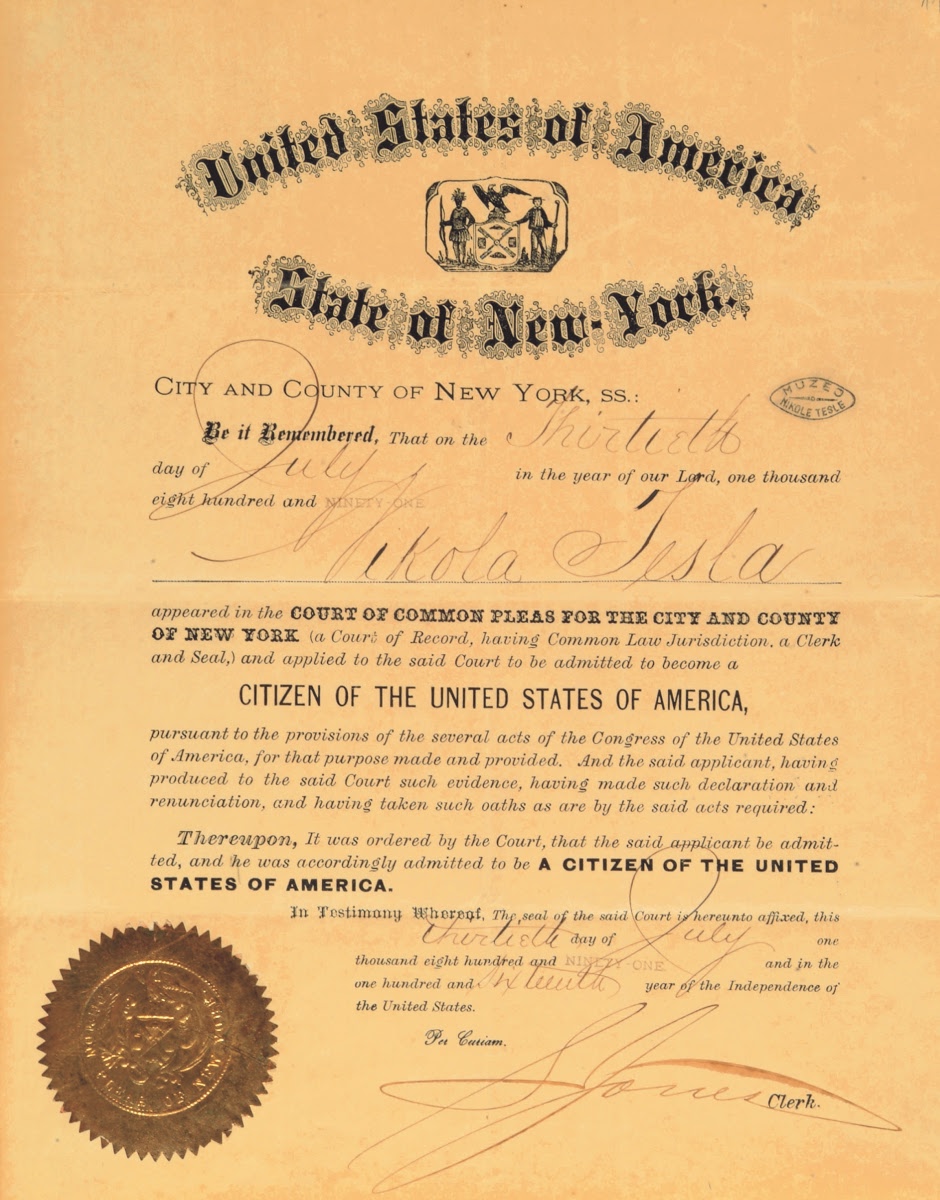 United States of America
State of New-York.
CITY AND COUNTY OF NEW YORK, SS.:
MUZEJ
NIKOLE TESLE
Be it Remembered, That on the Thirtieth
day of July in the year of our Lord, one thousand
eight hundred and NINETY-ONE
Nikola Tesla
appeared in the COURT OF COMMON PLEAS FOR THE CITY AND COUNTY
OF NEW YORK (a Court of Record, having Common Law Jurisdiction, a Clerk
and Seal,) and applied to the said Court to be admitted to become a
CITIZEN OF THE UNITED STATES OF AMERICA,
pursuant to the provisions of the several acts of the Congress of the United States
of America, for that purpose made and provided. And the said applicant, having
produced to the said Court such evidence, having made such declaration and
renunciation, and having taken such oaths as are by the said acts required:
Thereupon, It was ordered by the Court, that the said applicant be admit-
ted, and he was accordingly admitted to be A CITIZEN OF THE UNITED
STATES OF AMERICA.
In Testimony Whereof, The seal of the said Court is hereunto affixed, this
thirtieth day of July one
thousand eight hundred and NINETY-ONE and in the
one hundred and sixteenth year of the Independence of
the United States.
Per Curiam.
S Jones Clerk.